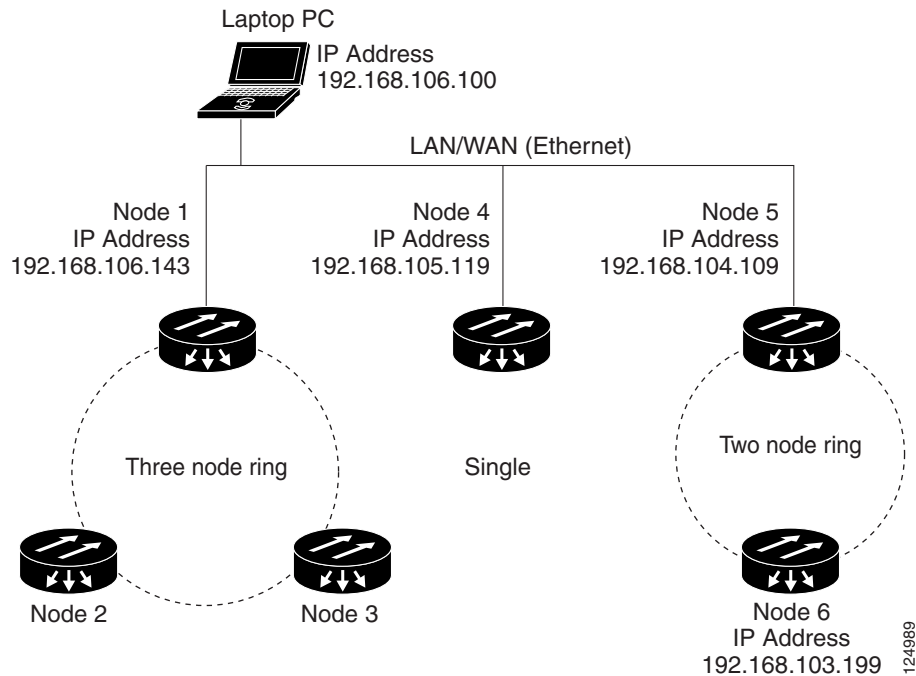 Laptop PC
IP Address
192.168.106.100
LAN/WAN (Ethernet)
Node 1
IP Address
192.168.106.143
Node 4
IP Address
192.168.105.119
Node 5
IP Address
192.168.104.109
Three node ring
Single
Two node ring
Node 2
Node 3
Node 6
IP Address
192.168.103.199
124989